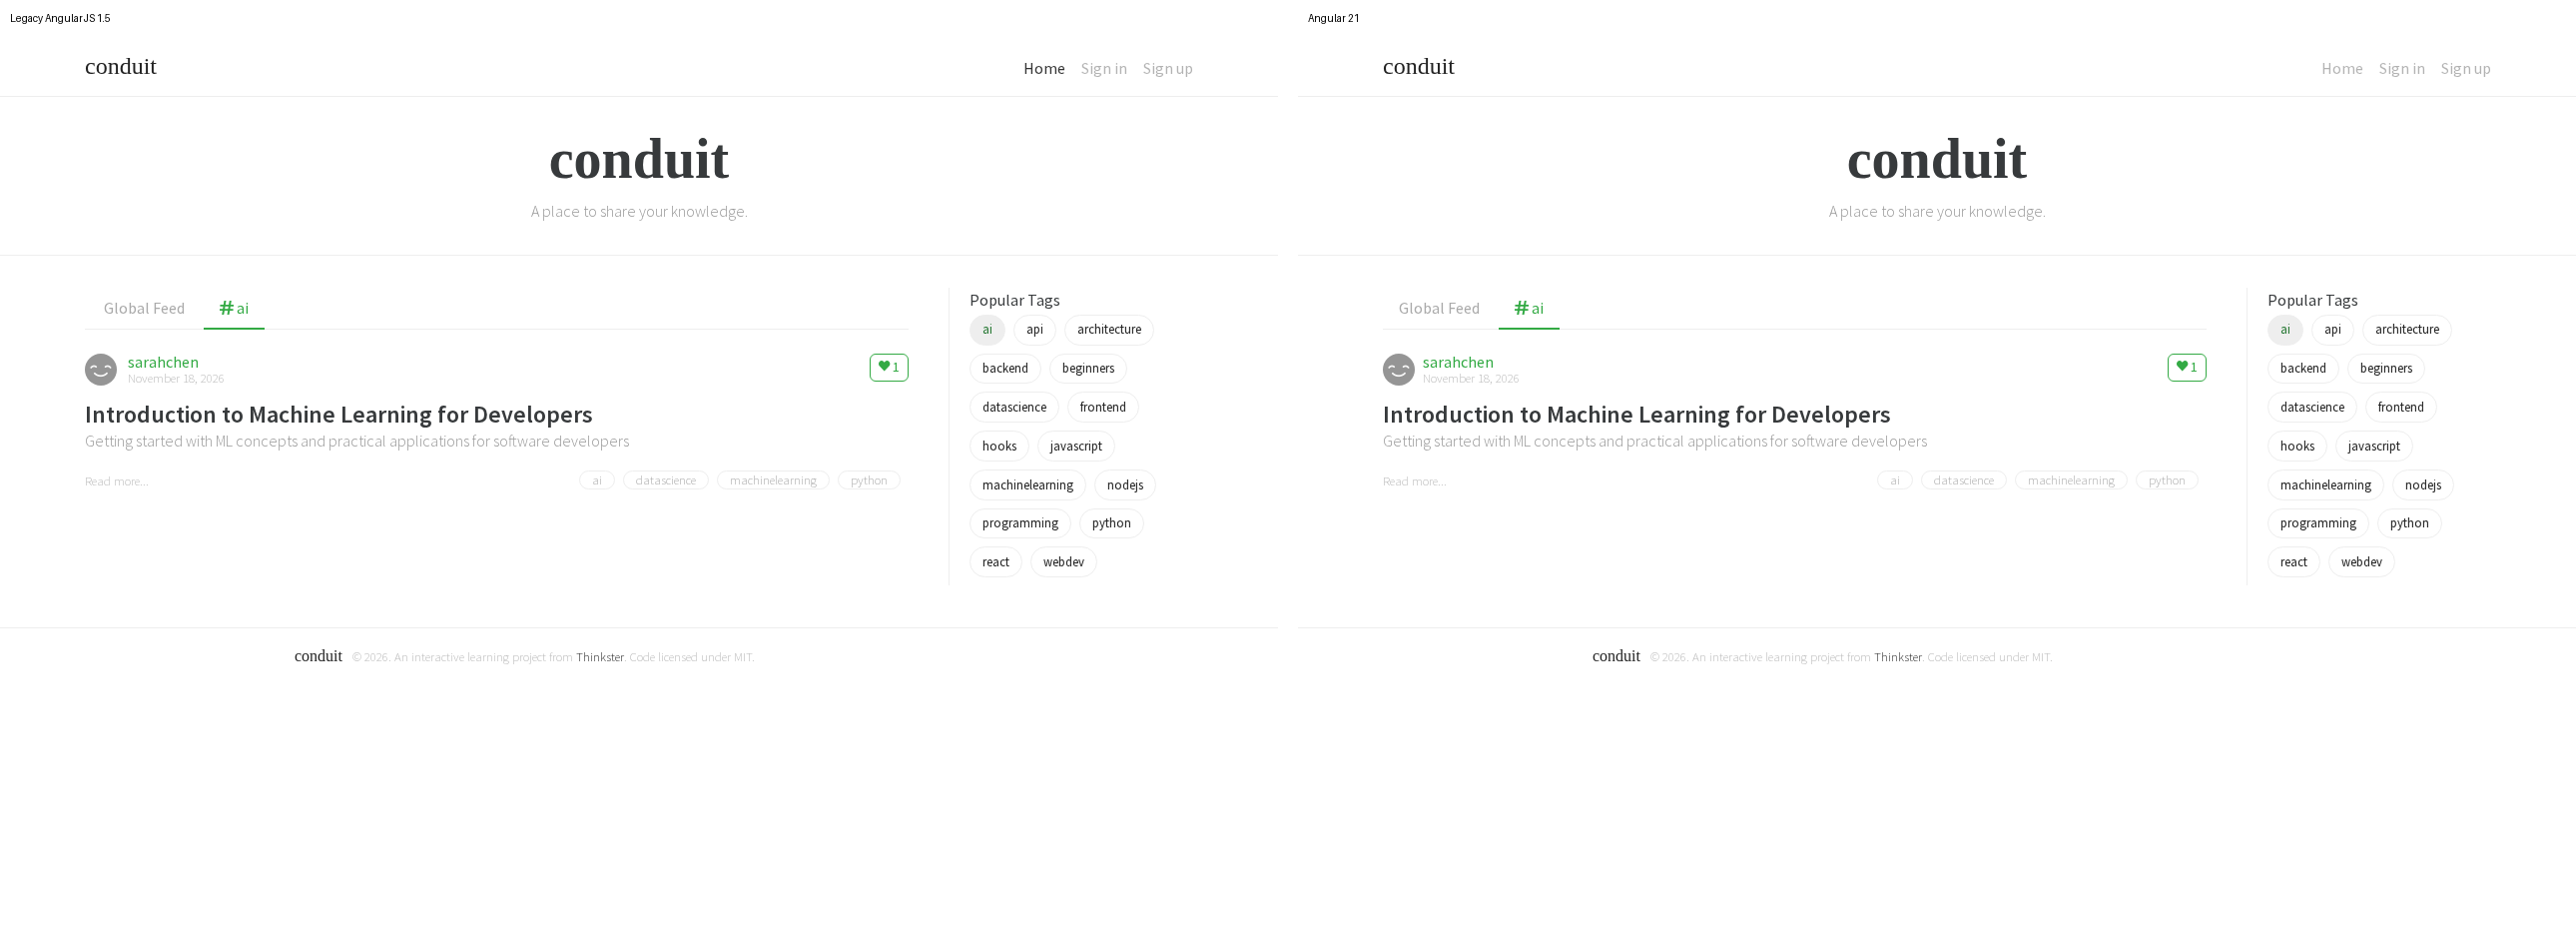 Legacy AngularJS 1.5
conduit
Home Sign in Sign up
conduit
A place to share your knowledge.
Global Feed #ai
sarahchen
November 18, 2026
1
Introduction to Machine Learning for Developers
Getting started with ML concepts and practical applications for software developers
Read more...
ai datascience machinelearning python
Popular Tags
ai api architecture
backend beginners
datascience frontend
hooks javascript
machinelearning nodejs
programming python
react webdev
conduit © 2026. An interactive learning project from Thinkster. Code licensed under MIT.
Angular 21
conduit
Home Sign in Sign up
conduit
A place to share your knowledge.
Global Feed #ai
sarahchen
November 18, 2026
1
Introduction to Machine Learning for Developers
Getting started with ML concepts and practical applications for software developers
Read more...
ai datascience machinelearning python
Popular Tags
ai api architecture
backend beginners
datascience frontend
hooks javascript
machinelearning nodejs
programming python
react webdev
conduit © 2026. An interactive learning project from Thinkster. Code licensed under MIT.